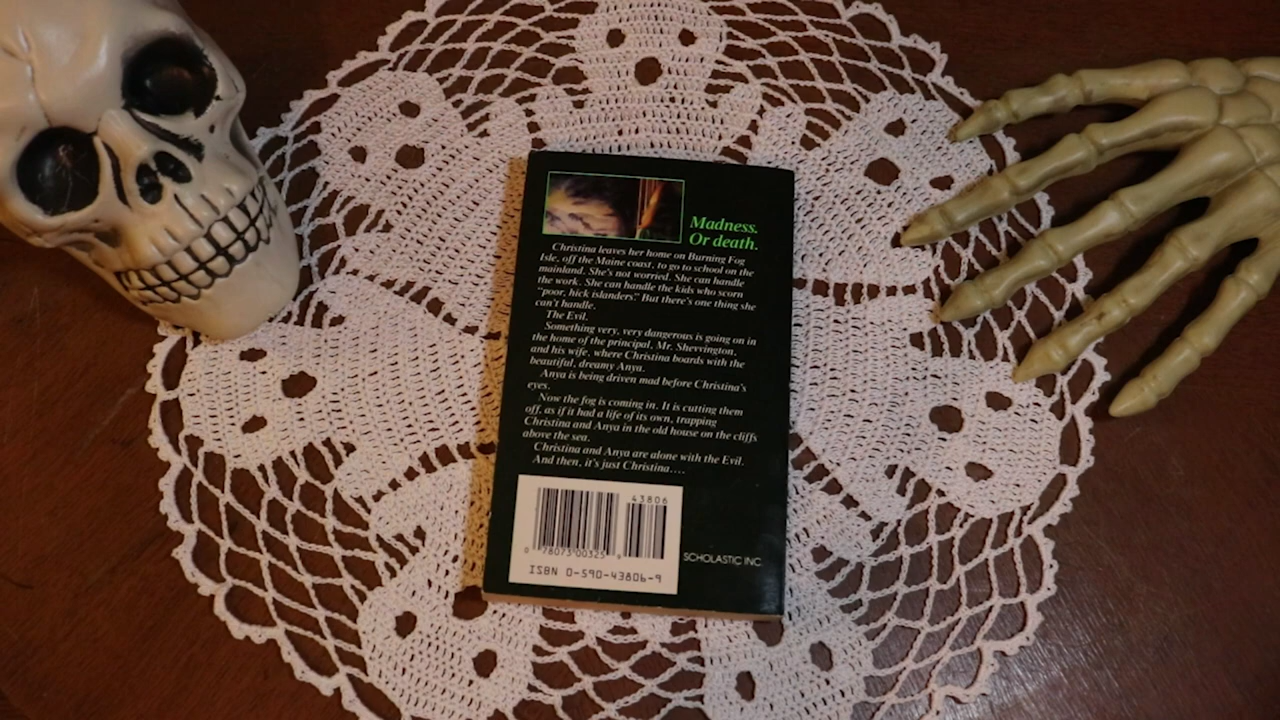 Madness.
Or death.
Christina leaves her home on Burning Fog
Isle, off the Maine coast, to go to school on the
mainland. She's not worried. She can handle
the work. She can handle the kids who scorn
"poor, hick islanders." But there's one thing she
can't handle.
The Evil.
Something very, very dangerous is going on in
the home of the principal, Mr. Shevvington,
and his wife, where Christina boards with the
beautiful, dreamy Anya.
Anya is being driven mad before Christina's
eyes.
Now the fog is coming in. It is cutting them
off, as if it had a life of its own, trapping
Christina and Anya in the old house on the cliffs
above the sea.
Christina and Anya are alone with the Evil.
And then, it's just Christina....
43806
0 78073 00325 9
ISBN 0-590-43806-9
SCHOLASTIC INC.